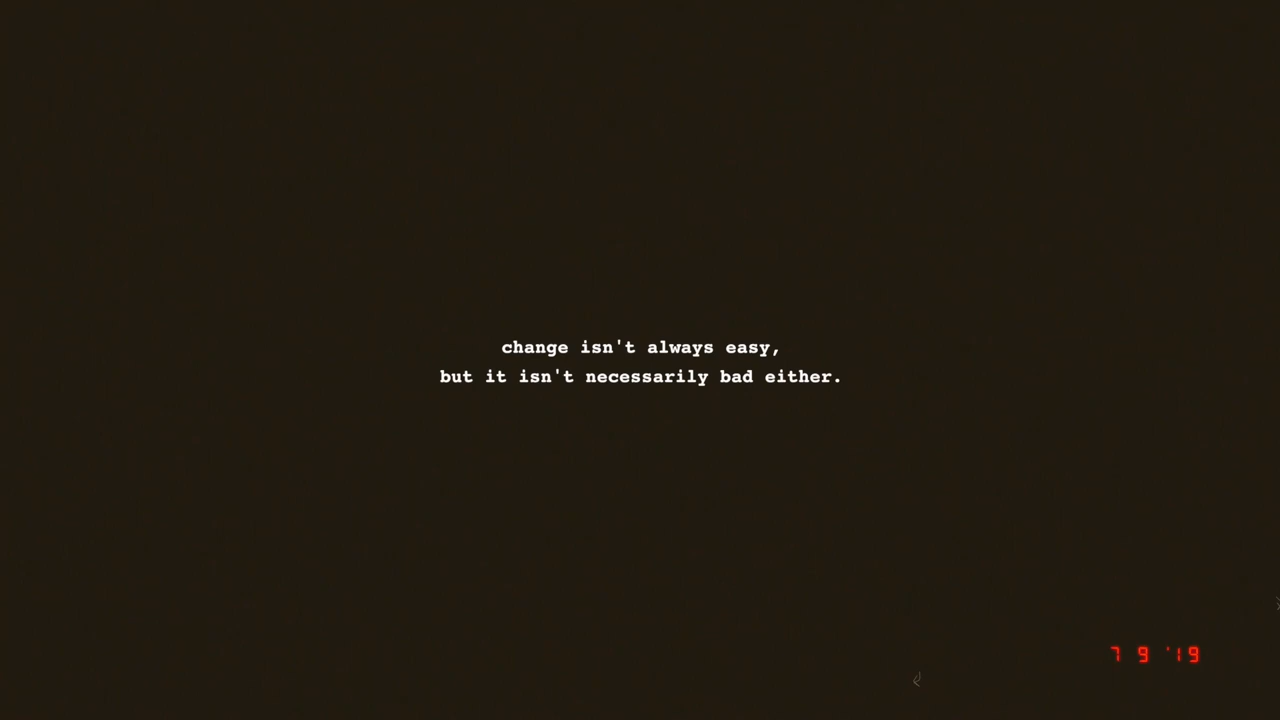 change isn't always easy,
but it isn't necessarily bad either.
7 9 '19